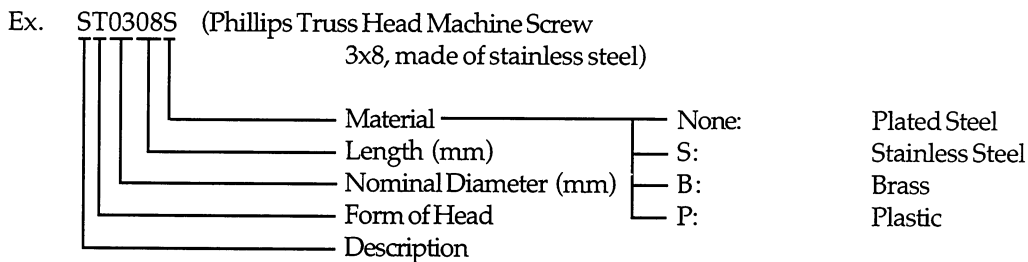 Ex. ST0308S (Phillips Truss Head Machine Screw
3x8, made of stainless steel)
Material None: Plated Steel
Length (mm) S: Stainless Steel
Nominal Diameter (mm) B: Brass
Form of Head P: Plastic
Description